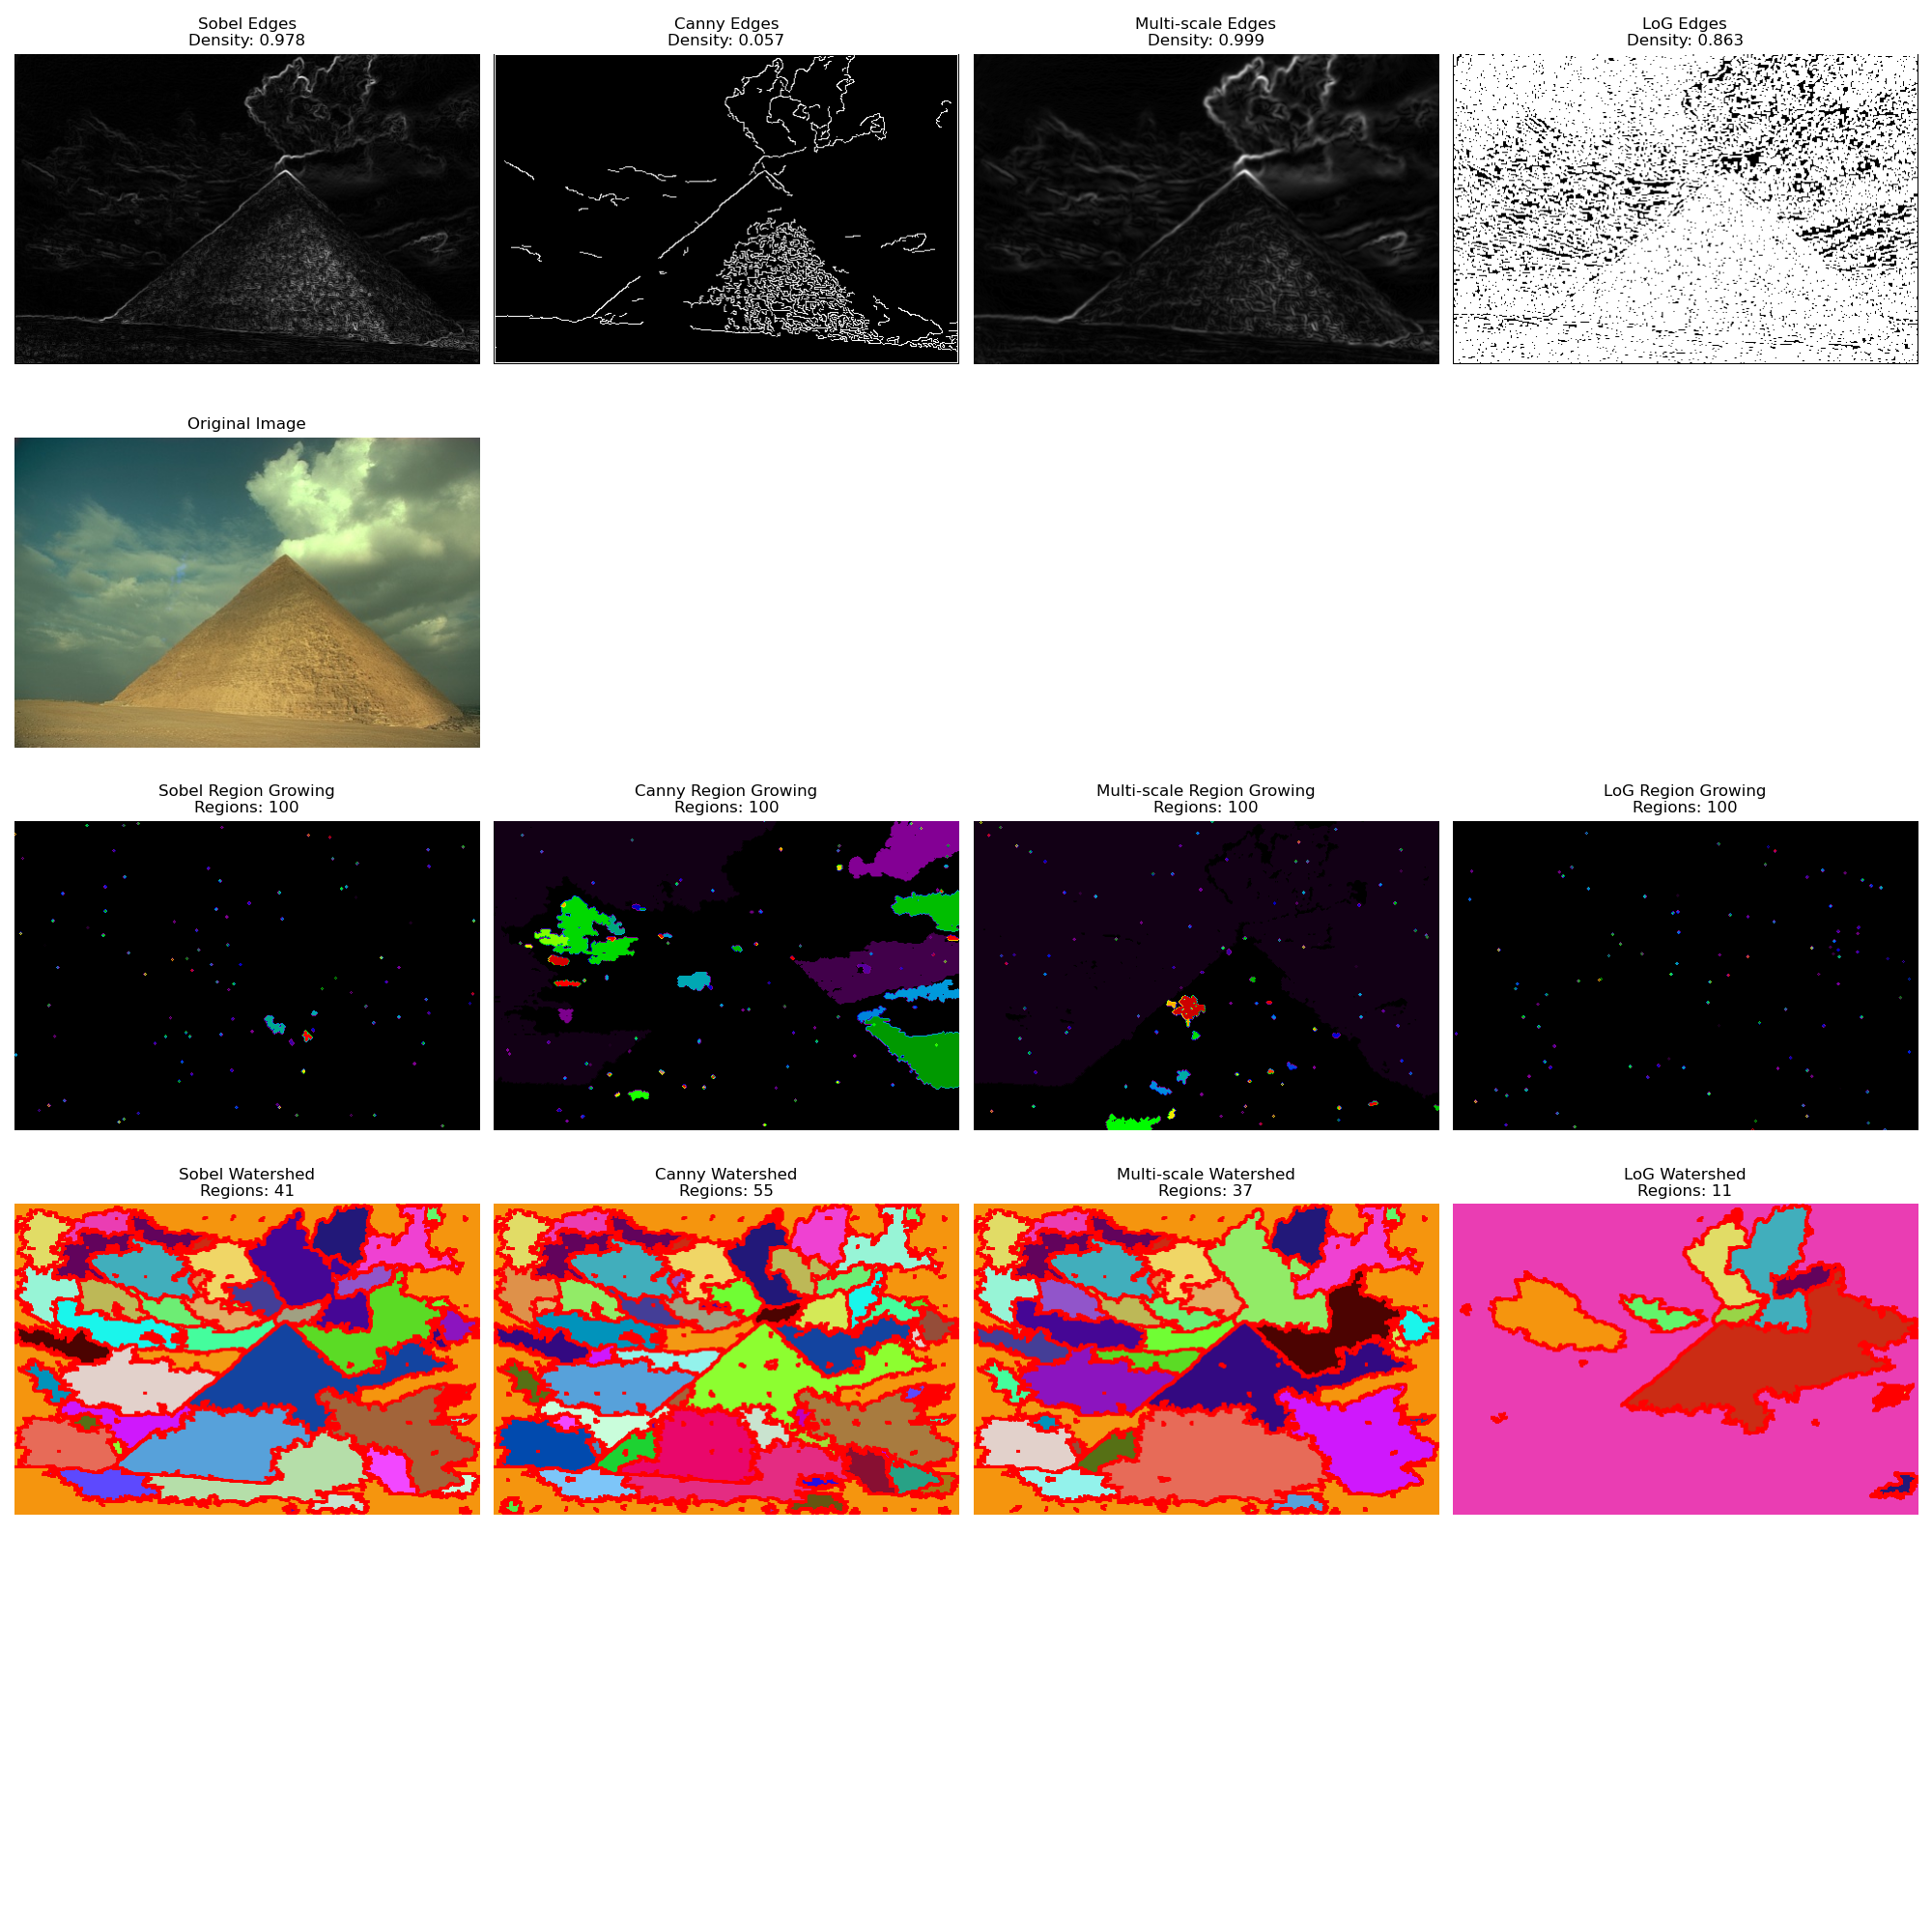 Sobel Edges
Density: 0.978
Canny Edges
Density: 0.057
Multi-scale Edges
Density: 0.999
LoG Edges
Density: 0.863
Original Image
Sobel Region Growing
Regions: 100
Canny Region Growing
Regions: 100
Multi-scale Region Growing
Regions: 100
LoG Region Growing
Regions: 100
Sobel Watershed
Regions: 41
Canny Watershed
Regions: 55
Multi-scale Watershed
Regions: 37
LoG Watershed
Regions: 11